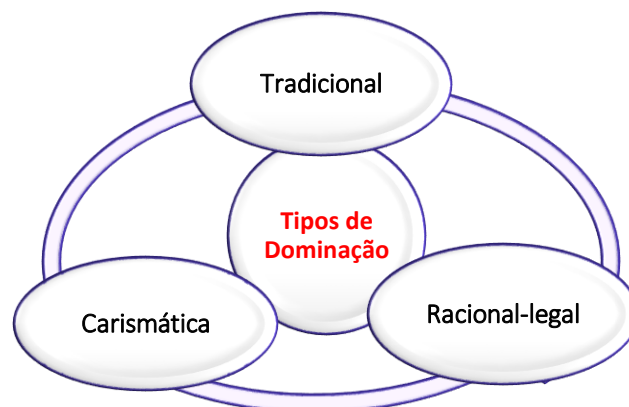 Tradicional
Tipos de
Dominação
Carismática
Racional-legal